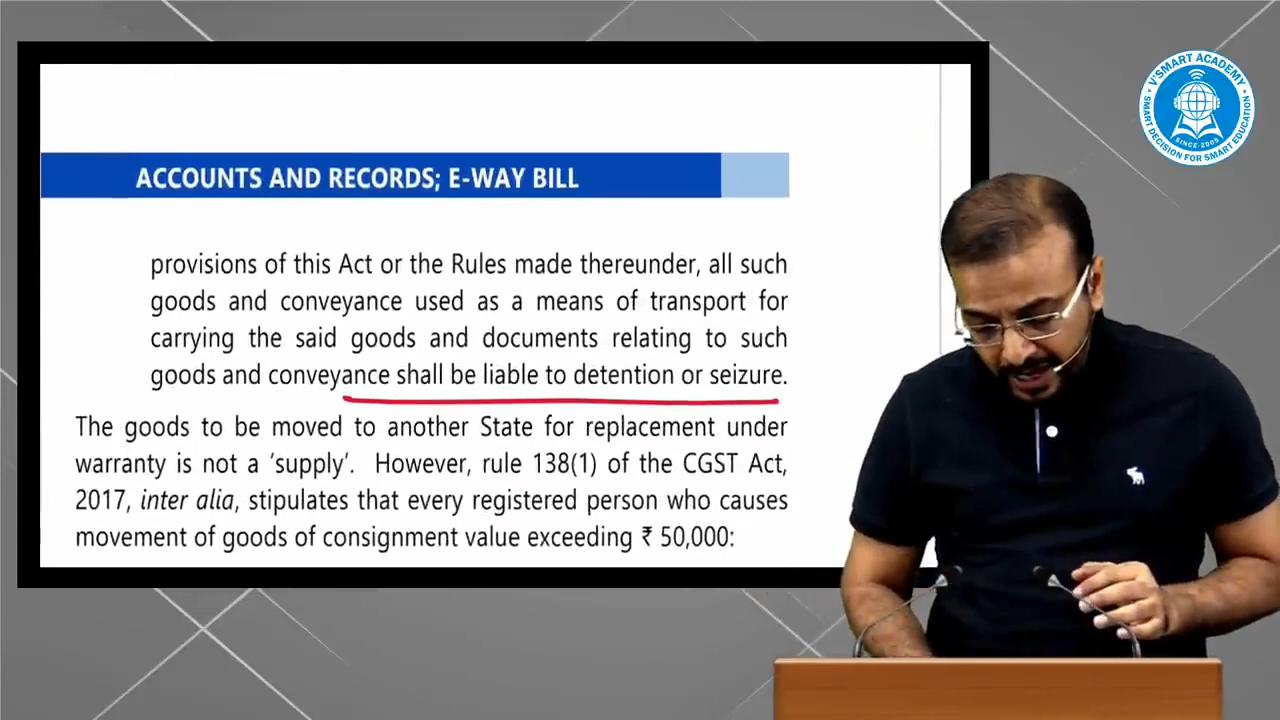 V'SMART ACADEMY
SMART DECISION FOR SMART EDUCATION
SINCE-2005
ACCOUNTS AND RECORDS; E-WAY BILL
provisions of this Act or the Rules made thereunder, all such
goods and conveyance used as a means of transport for
carrying the said goods and documents relating to such
goods and conveyance shall be liable to detention or seizure.
The goods to be moved to another State for replacement under
warranty is not a ‘supply’. However, rule 138(1) of the CGST Act,
2017, inter alia, stipulates that every registered person who causes
movement of goods of consignment value exceeding ₹ 50,000: